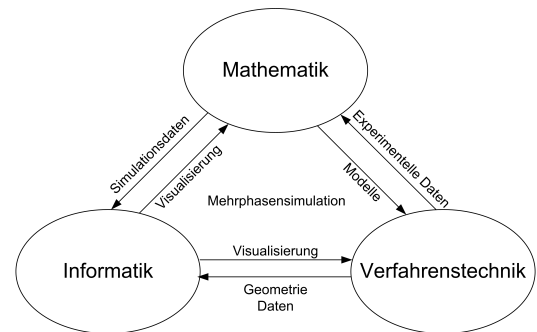 Mathematik
Simulationsdaten
Visualisierung
Experimentelle Daten
Modelle
Mehrphasensimulation
Informatik
Visualisierung
Geometrie
Daten
Verfahrenstechnik